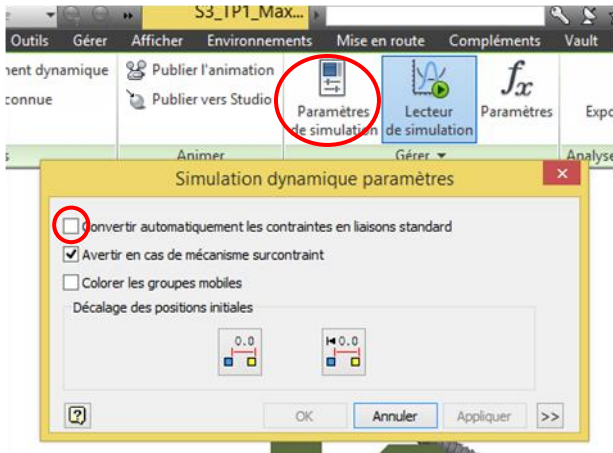 S3_TP1_Max...
Outils Gérer Afficher Environnements Mise en route Compléments Vault
dynamique Publier l'animation
connue Publier vers Studio
Paramètres de simulation
Lecteur de simulation
fx Paramètres
Animer Gérer
Simulation dynamique paramètres
Convertir automatiquement les contraintes en liaisons standard
Avertir en cas de mécanisme surcontraint
Colorer les groupes mobiles
Décalage des positions initiales
0.0 0.0
OK Annuler Appliquer >>